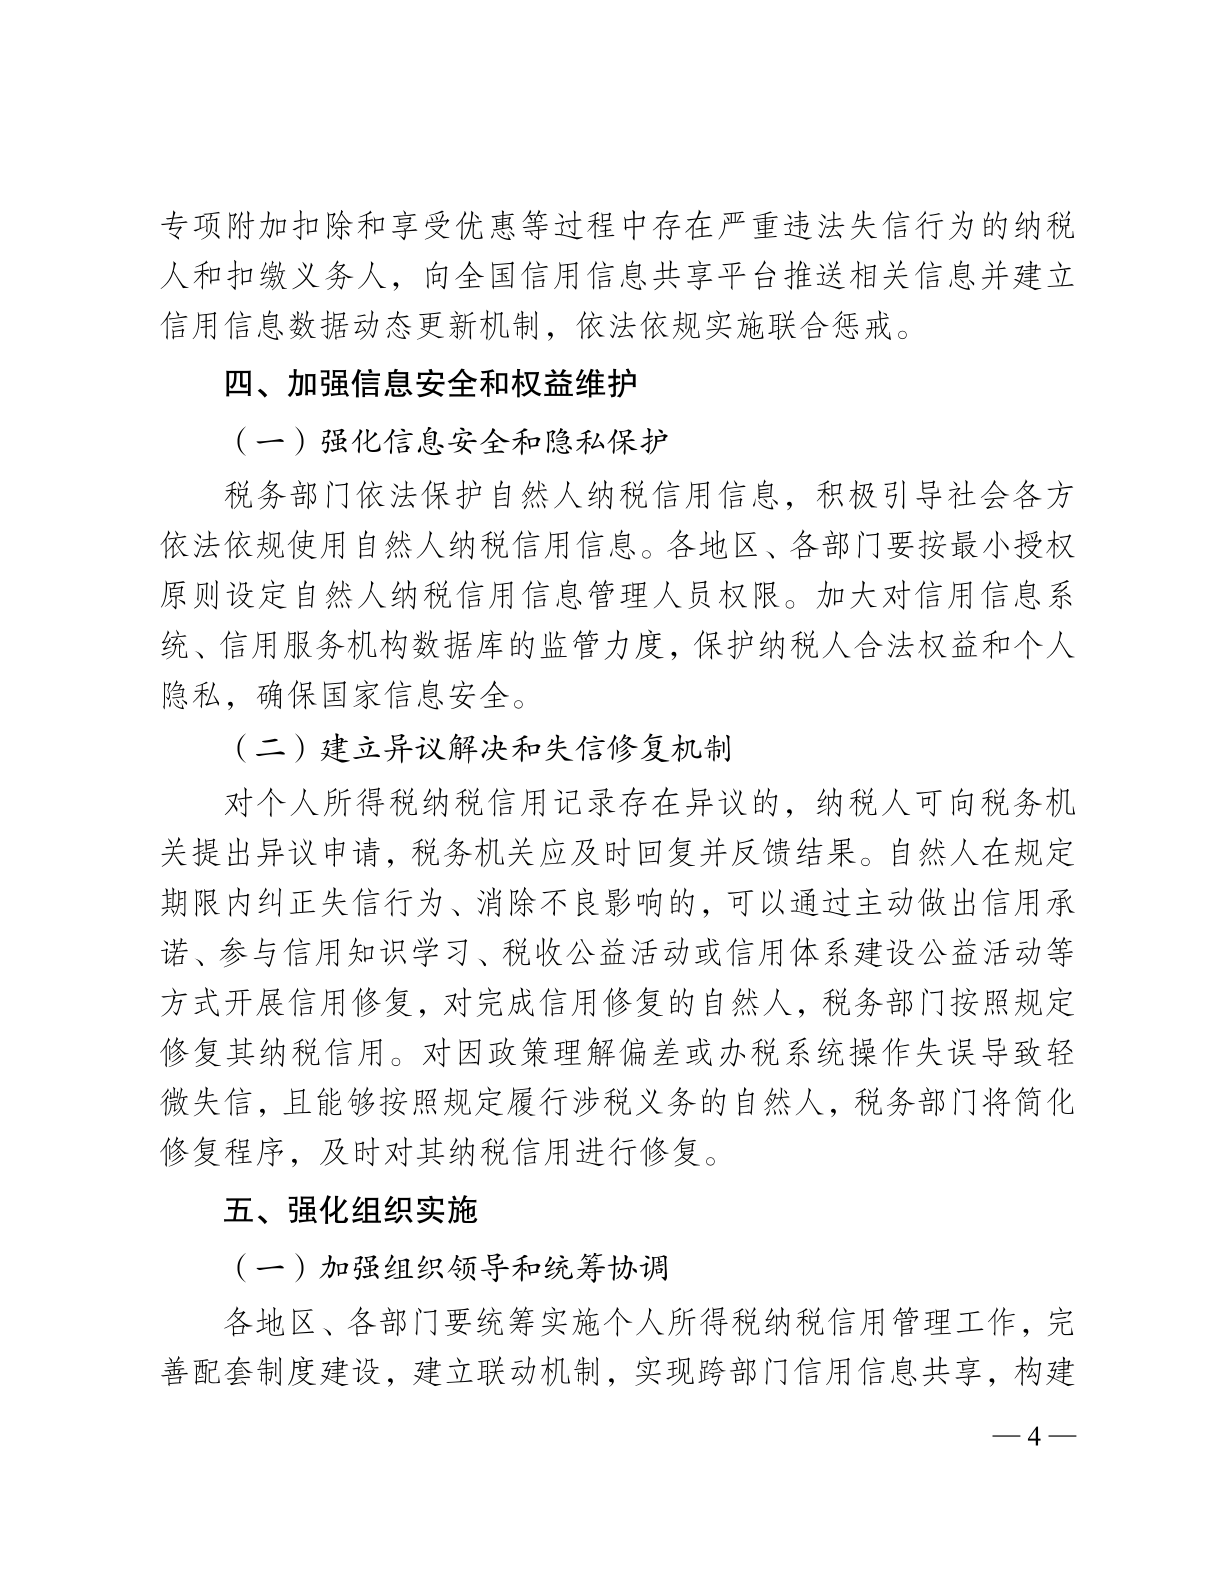 专项附加扣除和享受优惠等过程中存在严重违法失信行为的纳税
人和扣缴义务人，向全国信用信息共享平台推送相关信息并建立
信用信息数据动态更新机制，依法依规实施联合惩戒。
四、加强信息安全和权益维护
（一）强化信息安全和隐私保护
税务部门依法保护自然人纳税信用信息，积极引导社会各方
依法依规使用自然人纳税信用信息。各地区、各部门要按最小授权
原则设定自然人纳税信用信息管理人员权限。加大对信用信息系
统、信用服务机构数据库的监管力度，保护纳税人合法权益和个人
隐私，确保国家信息安全。
（二）建立异议解决和失信修复机制
对个人所得税纳税信用记录存在异议的，纳税人可向税务机
关提出异议申请，税务机关应及时回复并反馈结果。自然人在规定
期限内纠正失信行为、消除不良影响的，可以通过主动做出信用承
诺、参与信用知识学习、税收公益活动或信用体系建设公益活动等
方式开展信用修复，对完成信用修复的自然人，税务部门按照规定
修复其纳税信用。对因政策理解偏差或办税系统操作失误导致轻
微失信，且能够按照规定履行涉税义务的自然人，税务部门将简化
修复程序，及时对其纳税信用进行修复。
五、强化组织实施
（一）加强组织领导和统筹协调
各地区、各部门要统筹实施个人所得税纳税信用管理工作，完
善配套制度建设，建立联动机制，实现跨部门信用信息共享，构建
— 4 —